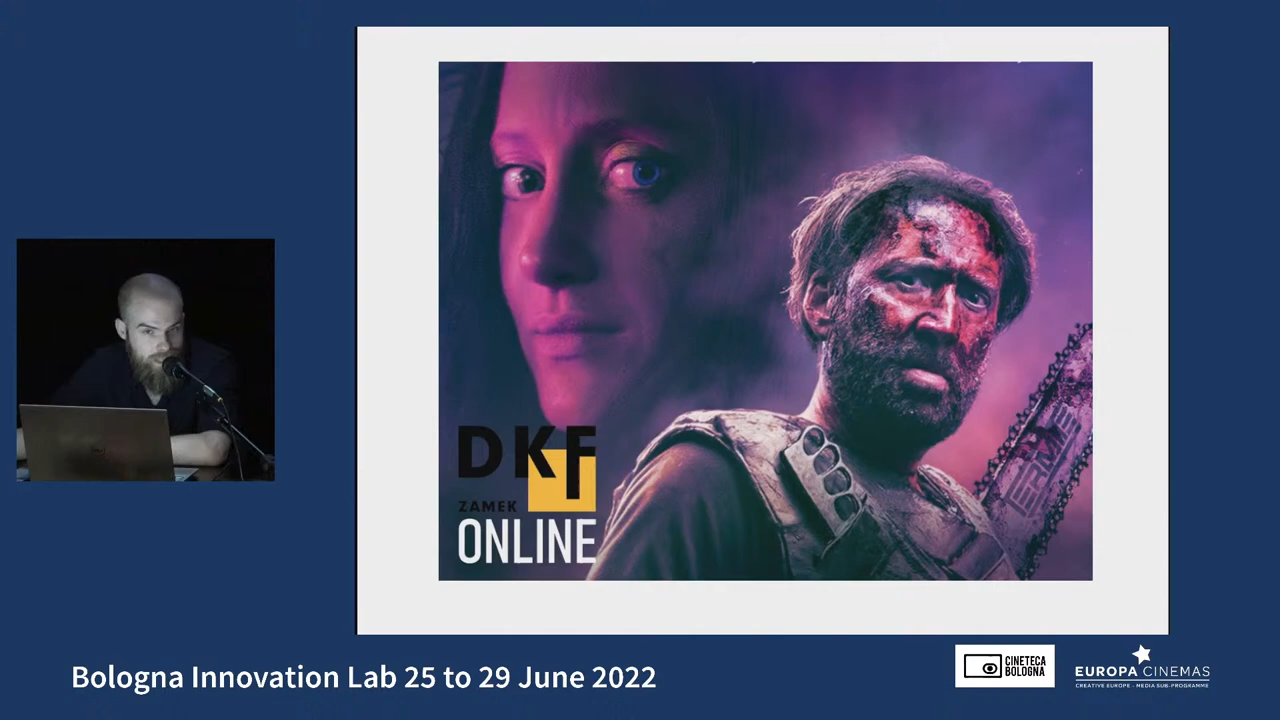 DKF
ZAMEK
ONLINE
Bologna Innovation Lab 25 to 29 June 2022
CINETECA
BOLOGNA
EUROPA CINEMAS
CREATIVE EUROPE - MEDIA SUB-PROGRAMME